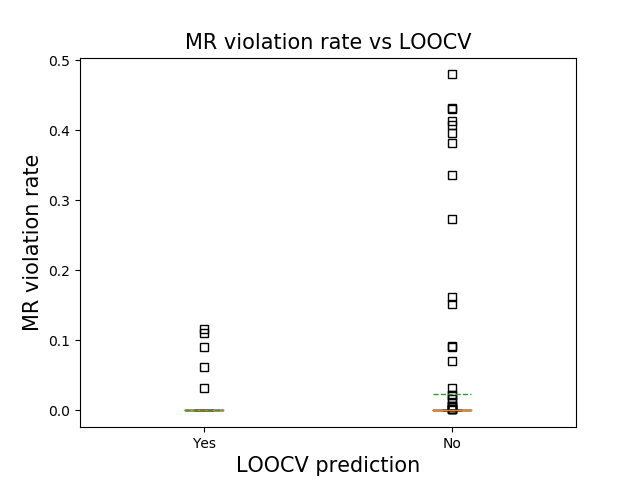 MR violation rate vs LOOCV
MR violation rate
0.5
0.4
0.3
0.2
0.1
0.0
Yes
No
LOOCV prediction